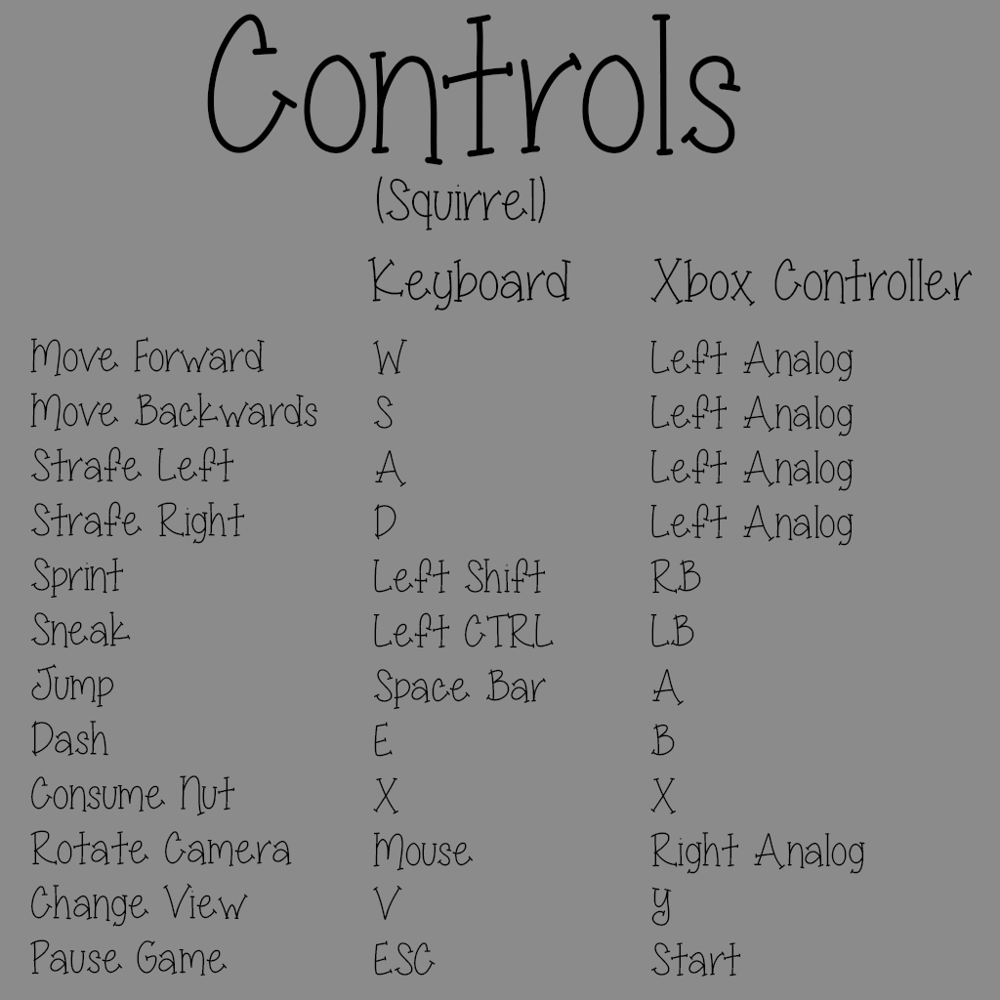 Controls
(Squirrel)
Keyboard Xbox Controller
Move Forward W Left Analog
Move Backwards S Left Analog
Strafe Left A Left Analog
Strafe Right D Left Analog
Sprint Left Shift RB
Sneak Left CTRL LB
Jump Space Bar A
Dash E B
Consume Nut X X
Rotate Camera Mouse Right Analog
Change View V Y
Pause Game ESC Start